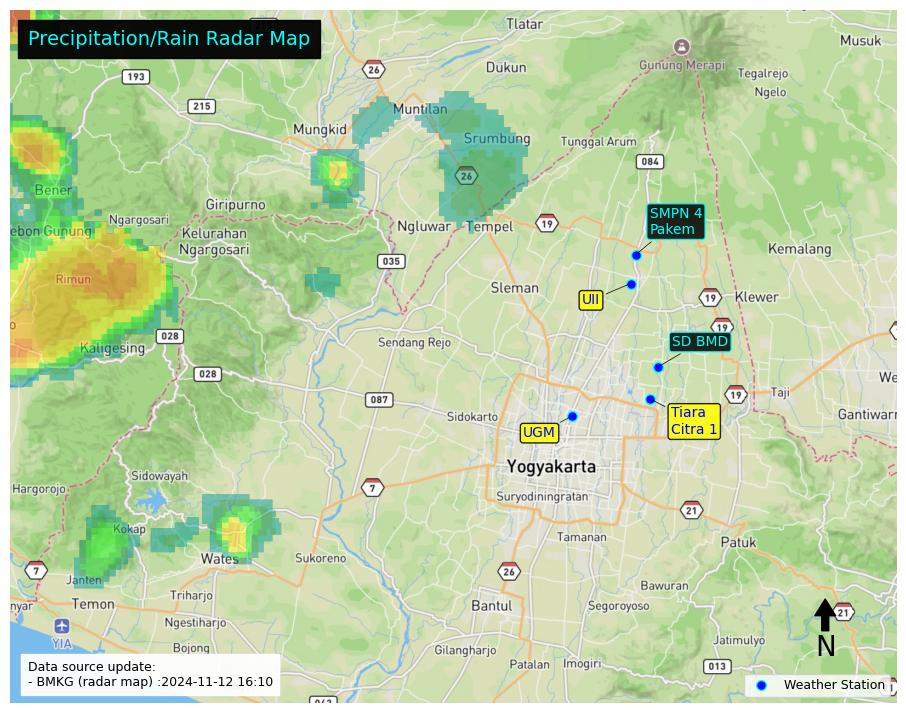 Precipitation/Rain Radar Map
Tlatar
Musuk
26
193
Dukun
Gunung Merapi
Tegalrejo
Ngelo
215
Muntilan
Mungkid
Srumbung
Tunggal Arum
084
26
Bener
Giripurno
SMPN 4
Pakem
Ngargosari
ebon Gunung
Kelurahan
Ngargosari
Ngluwar
Tempel
19
Kemalang
035
Rimun
Sleman
UII
19
Klewer
19
028
Kaligesing
Sendang Rejo
SD BMD
028
We
087
19
Taji
Sidokarto
Tiara
Citra 1
Gantiwarn
UGM
Yogyakarta
Sidowayah
Hargorojo
7
Suryodiningratan
21
Kokap
Tamanan
Patuk
Wates
Sukoreno
7
26
Janten
Bawuran
nyar
Temon
Triharjo
Bantul
Segoroyoso
21
Ngestiharjo
YIA
Jatimulyo
N
Bojong
Gilangharjo
Patalan
Imogiri
013
Data source update:
- BMKG (radar map) :2024-11-12 16:10
Weather Station